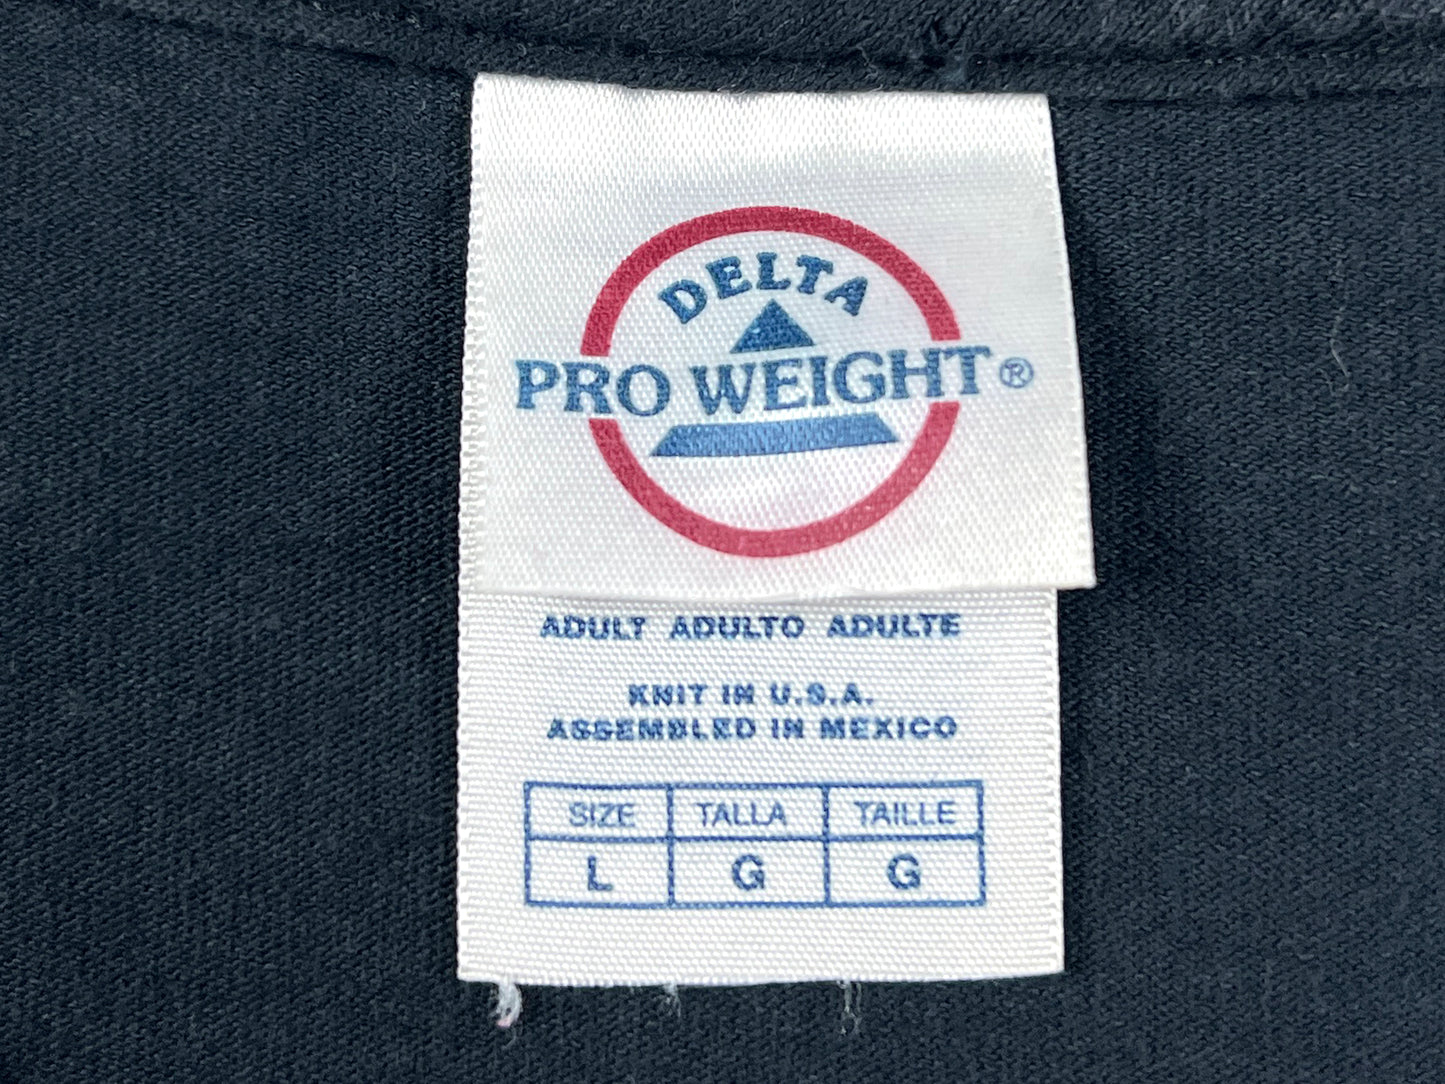 DELTA
PRO WEIGHT®
ADULT ADULTO ADULTE
KNIT IN U.S.A.
ASSEMBLED IN MEXICO
SIZE TALLA TAILLE
L G G